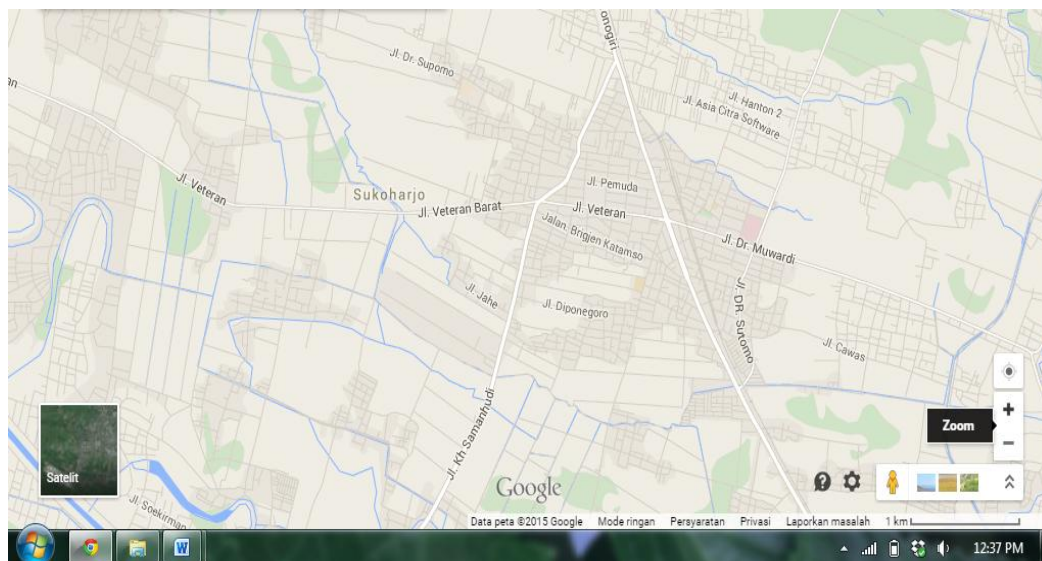 onogiri
Jl. Dr. Supomo
Jl. Hanton 2
Jl. Asia Citra Software
an
Jl. Pemuda
Jl. Veteran
Sukoharjo
Jl. Veteran Barat
Jl. Veteran
Jalan. Brigjen Katamso
Jl. Dr. Muwardi
Jl. Jahe
Jl. Diponegoro
Jl. DR. Sutomo
Jl. Cawas
Jl. Kh Samanhudi
Zoom
Satelit
Google
Jl. Soekirman
Data peta ©2015 Google Mode ringan Persyaratan Privasi Laporkan masalah 1 km
12:37 PM